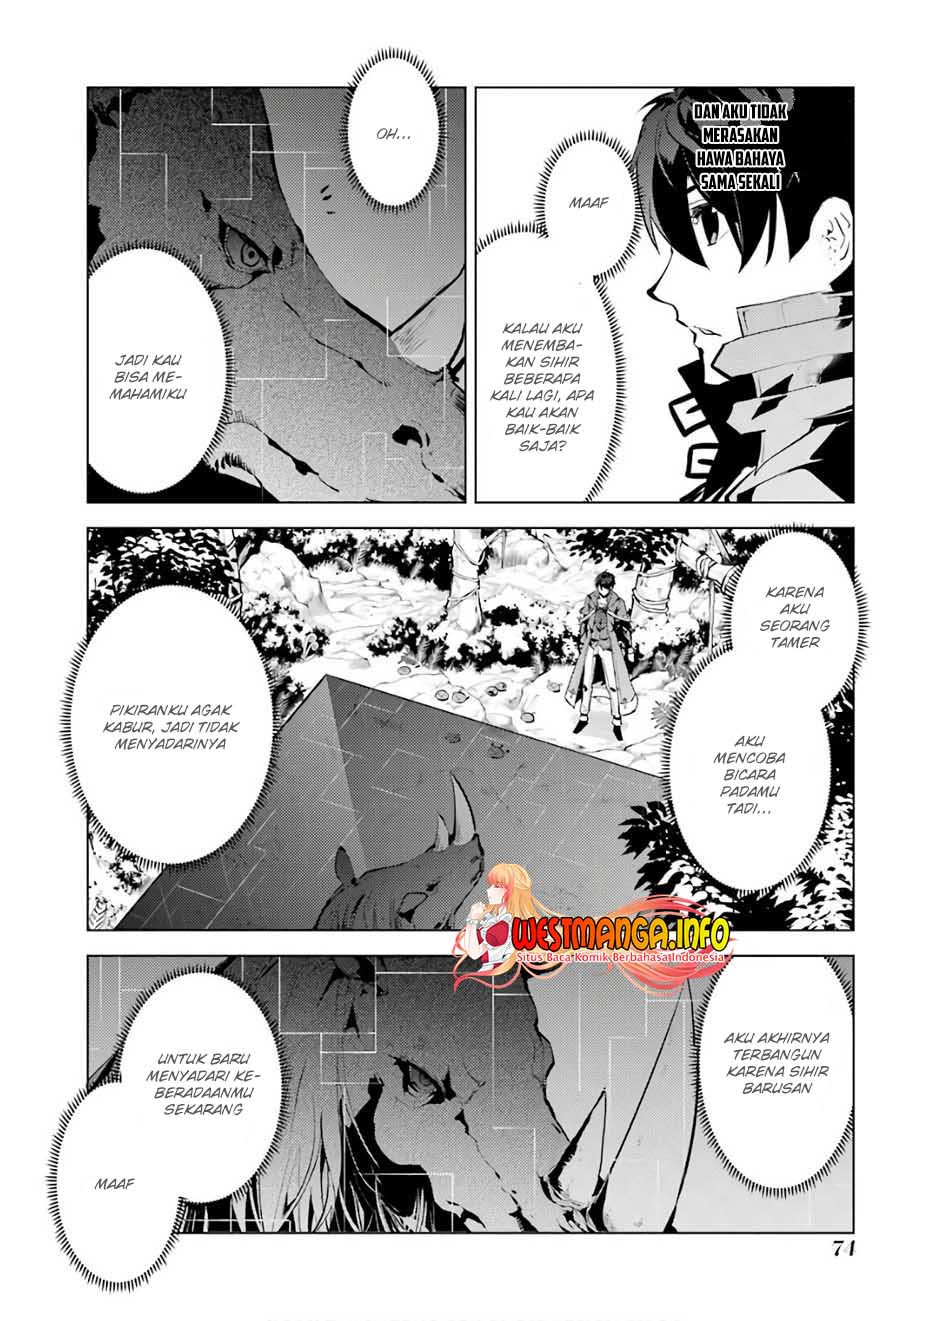 DAN AKU TIDAK
MERASAKAN
HAWA BAHAYA
SAMA SEKALI
MAAF
KALAU AKU
MENEMBA-
KAN SIHIR
BEBERAPA
KALI LAGI, APA
KAU AKAN
BAIK-BAIK
SAJA?
OH...
JADI KAU
BISA ME-
MAHAMIKU
KARENA
AKU
SEORANG
TAMER
AKU
MENCOBA
BICARA
PADAMU
TADI...
PIKIRANKU AGAK
KABUR, JADI TIDAK
MENYADARINYA
WESTMANGA.INFO
Situs Baca Komik Berbahasa Indonesia
AKU AKHIRNYA
TERBANGUN
KARENA SIHIR
BARUSAN
UNTUK BARU
MENYADARI KE-
BERADAANMU
SEKARANG
MAAF
74